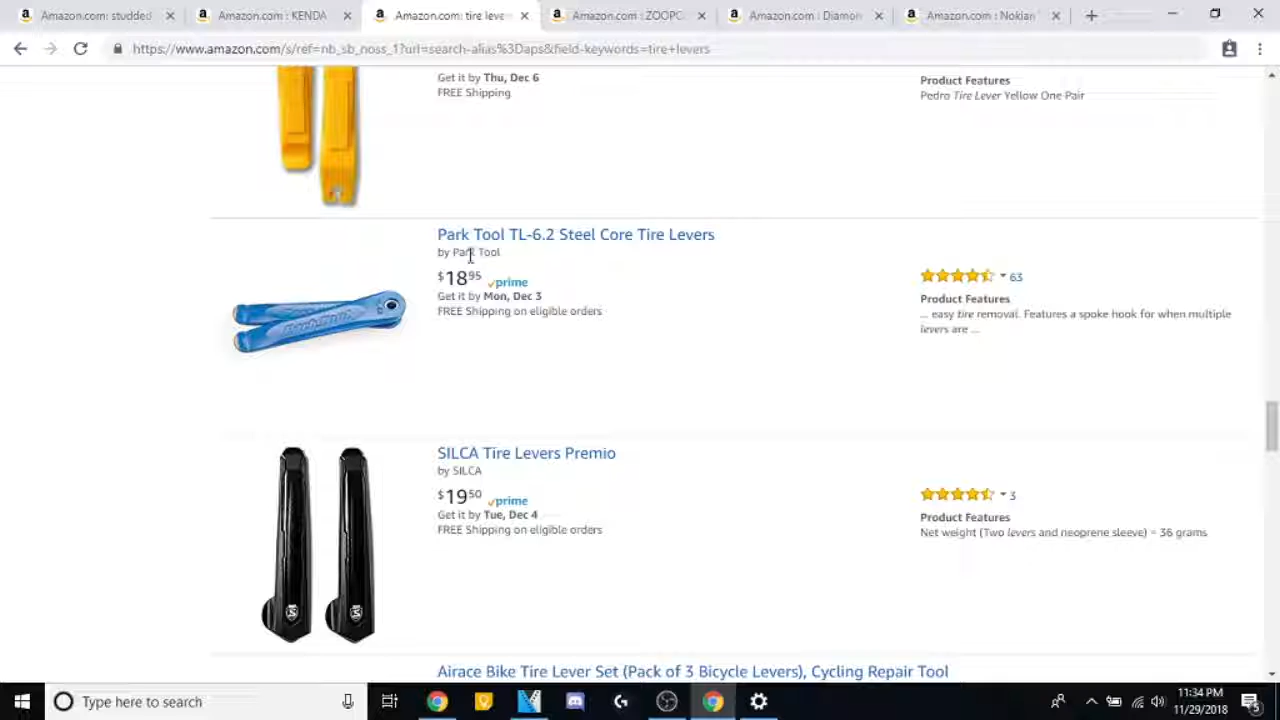 Amazon.com: studded
Amazon.com : KENDA
Amazon.com: tire leve
Amazon.com : ZOOPC
Amazon.com : Diamon
Amazon.com : Nokian
https://www.amazon.com/s/ref=nb_sb_noss_1?url=search-alias%3Daps&field-keywords=tire+levers
Get it by Thu, Dec 6
FREE Shipping
Product Features
Pedro Tire Lever Yellow One Pair
Park Tool TL-6.2 Steel Core Tire Levers
by Park Tool
$18 95 prime
Get it by Mon, Dec 3
FREE Shipping on eligible orders
63
Product Features
... easy tire removal. Features a spoke hook for when multiple
levers are ...
SILCA Tire Levers Premio
by SILCA
$19 50 prime
Get it by Tue, Dec 4
FREE Shipping on eligible orders
3
Product Features
Net weight (Two levers and neoprene sleeve) = 36 grams
Airace Bike Tire Lever Set (Pack of 3 Bicycle Levers), Cycling Repair Tool
Type here to search
11:34 PM
11/29/2018